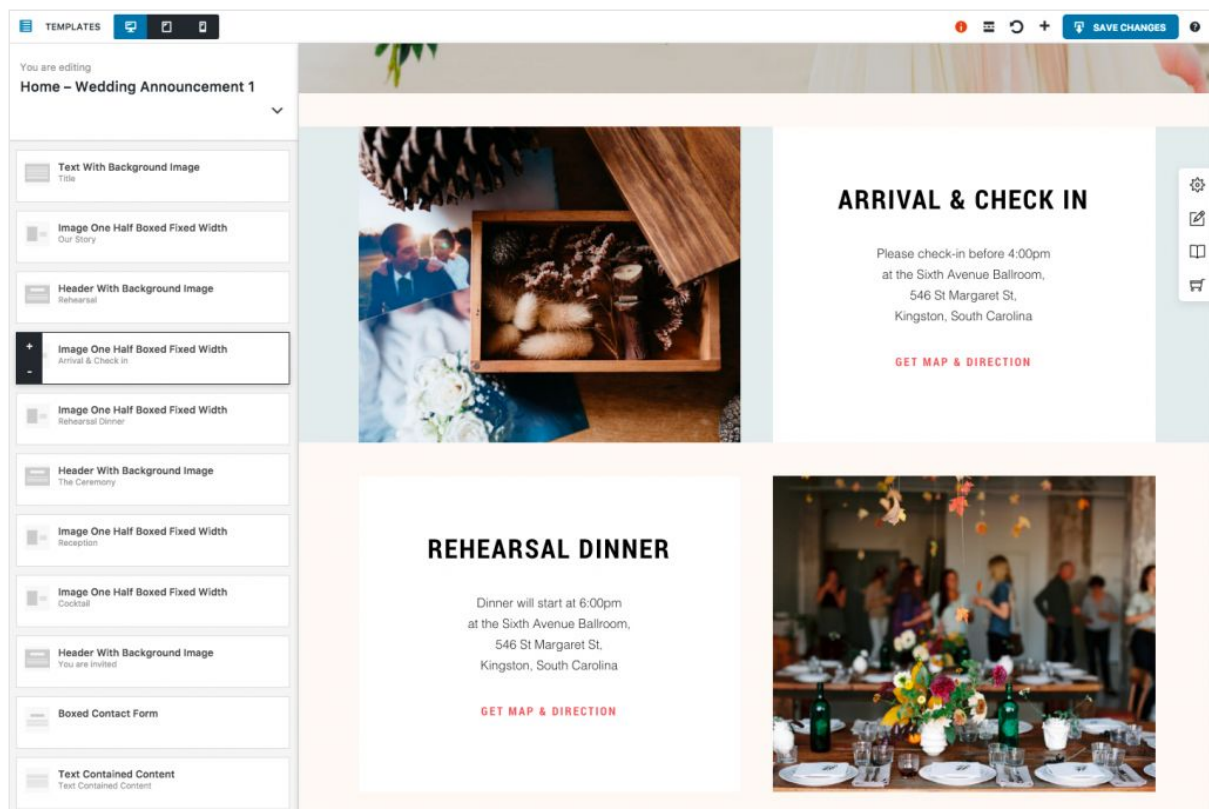 TEMPLATES
SAVE CHANGES
You are editing
Home – Wedding Announcement 1
Text With Background Image
Title
Image One Half Boxed Fixed Width
Our Story
Header With Background Image
Rehearsal
+
Image One Half Boxed Fixed Width
Arrival & Check in
-
Image One Half Boxed Fixed Width
Rehearsal Dinner
Header With Background Image
The Ceremony
Image One Half Boxed Fixed Width
Reception
Image One Half Boxed Fixed Width
Cocktail
Header With Background Image
You are invited
Boxed Contact Form
Text Contained Content
Text Contained Content
ARRIVAL & CHECK IN
Please check-in before 4:00pm
at the Sixth Avenue Ballroom,
546 St Margaret St,
Kingston, South Carolina
GET MAP & DIRECTION
REHEARSAL DINNER
Dinner will start at 6:00pm
at the Sixth Avenue Ballroom,
546 St Margaret St,
Kingston, South Carolina
GET MAP & DIRECTION